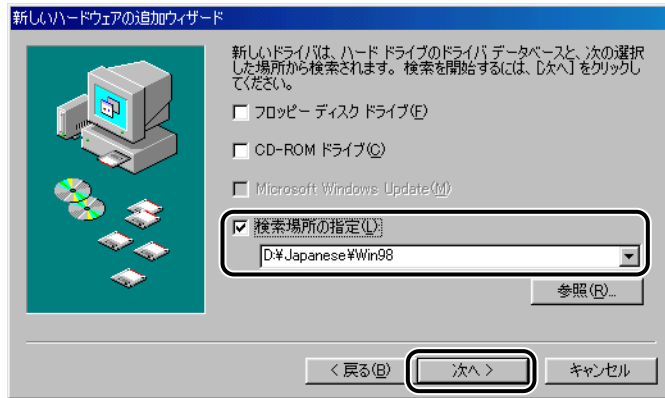 新しいハードウェアの追加ウィザード
新しいドライバは、ハード ドライブのドライバ データベースと、次の選択
した場所から検索されます。 検索を開始するには、[次へ] をクリックし
てください。
フロッピー ディスク ドライブ(F)
CD-ROM ドライブ(C)
Microsoft Windows Update(M)
検索場所の指定(L)
D:¥Japanese¥Win98
参照(R)...
< 戻る(B)
次へ >
キャンセル